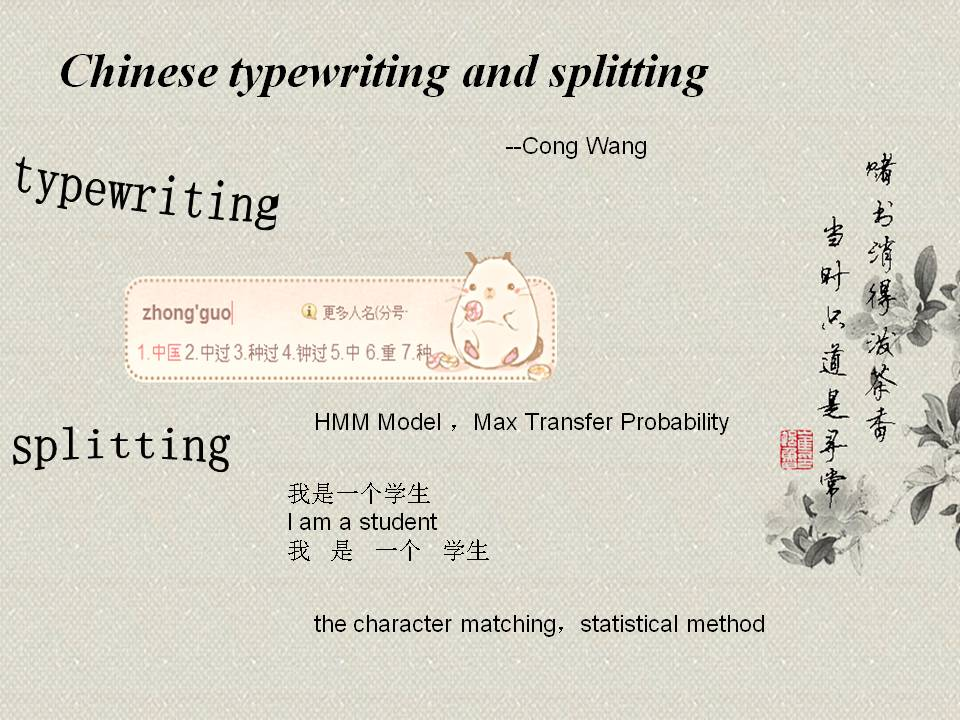 Chinese typewriting and splitting
--Cong Wang
typewriting
zhong'guo
更多人名(分号·
1.中国 2.中过 3.种过 4.钟过 5.中 6.重 7.种
HMM Model ，Max Transfer Probability
splitting
我是一个学生
I am a student
我 是 一个 学生
the character matching，statistical method
赌书消得泼茶香
当时只道是寻常